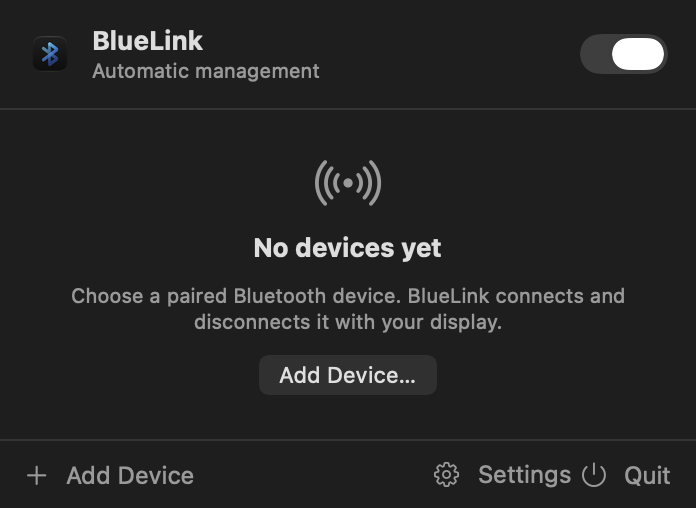 BlueLink
Automatic management
No devices yet
Choose a paired Bluetooth device. BlueLink connects and
disconnects it with your display.
Add Device...
Add Device
Settings
Quit